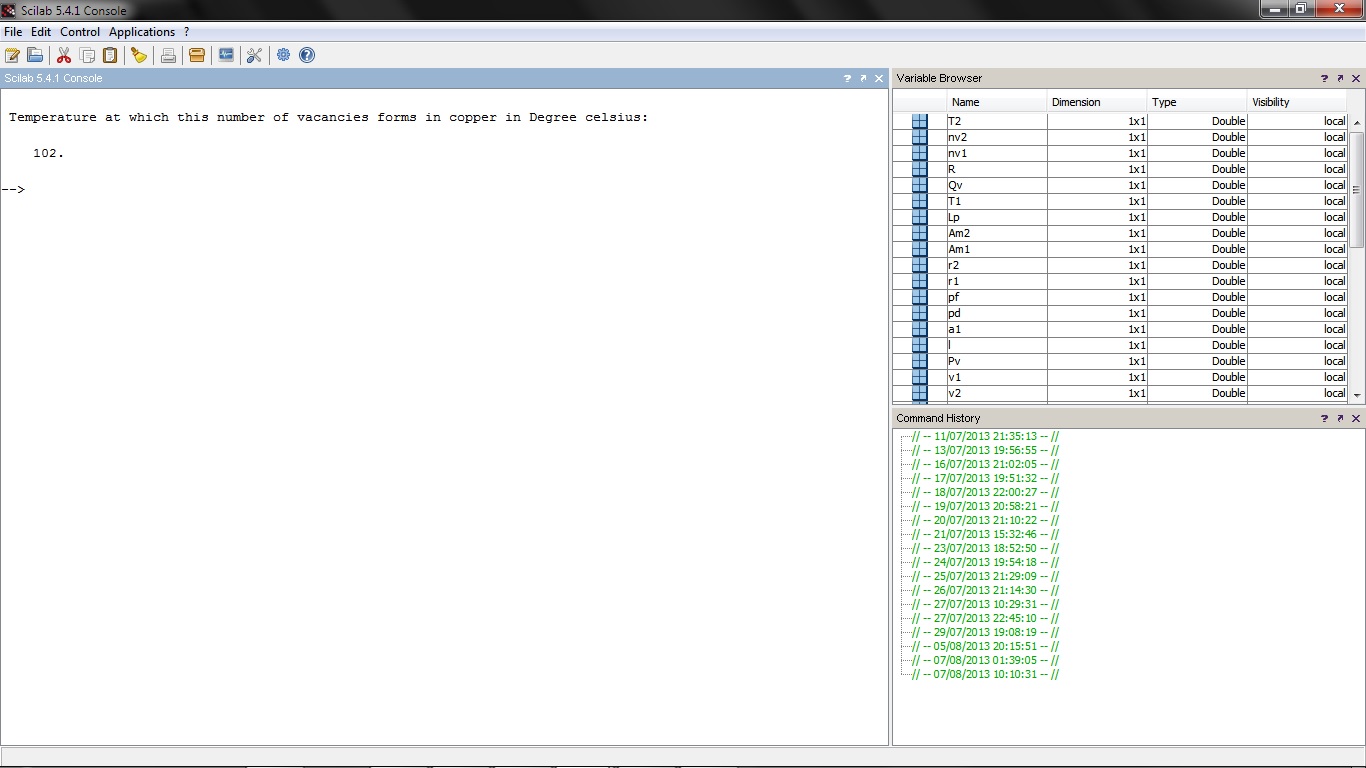 Scilab 5.4.1 Console
File Edit Control Applications ?
Scilab 5.4.1 Console ?
Temperature at which this number of vacancies forms in copper in Degree celsius:
102.
-->
Variable Browser ?
Name Dimension Type Visibility
T2 1x1 Double local
nv2 1x1 Double local
nv1 1x1 Double local
R 1x1 Double local
Qv 1x1 Double local
T1 1x1 Double local
Lp 1x1 Double local
Am2 1x1 Double local
Am1 1x1 Double local
r2 1x1 Double local
r1 1x1 Double local
pf 1x1 Double local
pd 1x1 Double local
a1 1x1 Double local
l 1x1 Double local
Pv 1x1 Double local
v1 1x1 Double local
v2 1x1 Double local
Command History ?
// -- 11/07/2013 21:35:13 -- //
// -- 13/07/2013 19:56:55 -- //
// -- 16/07/2013 21:02:05 -- //
// -- 17/07/2013 19:51:32 -- //
// -- 18/07/2013 22:00:27 -- //
// -- 19/07/2013 20:58:21 -- //
// -- 20/07/2013 21:10:22 -- //
// -- 21/07/2013 15:32:46 -- //
// -- 23/07/2013 18:52:50 -- //
// -- 24/07/2013 19:54:18 -- //
// -- 25/07/2013 21:29:09 -- //
// -- 26/07/2013 21:14:30 -- //
// -- 27/07/2013 10:29:31 -- //
// -- 27/07/2013 22:45:10 -- //
// -- 29/07/2013 19:08:19 -- //
// -- 05/08/2013 20:15:51 -- //
// -- 07/08/2013 01:39:05 -- //
// -- 07/08/2013 10:10:31 -- //